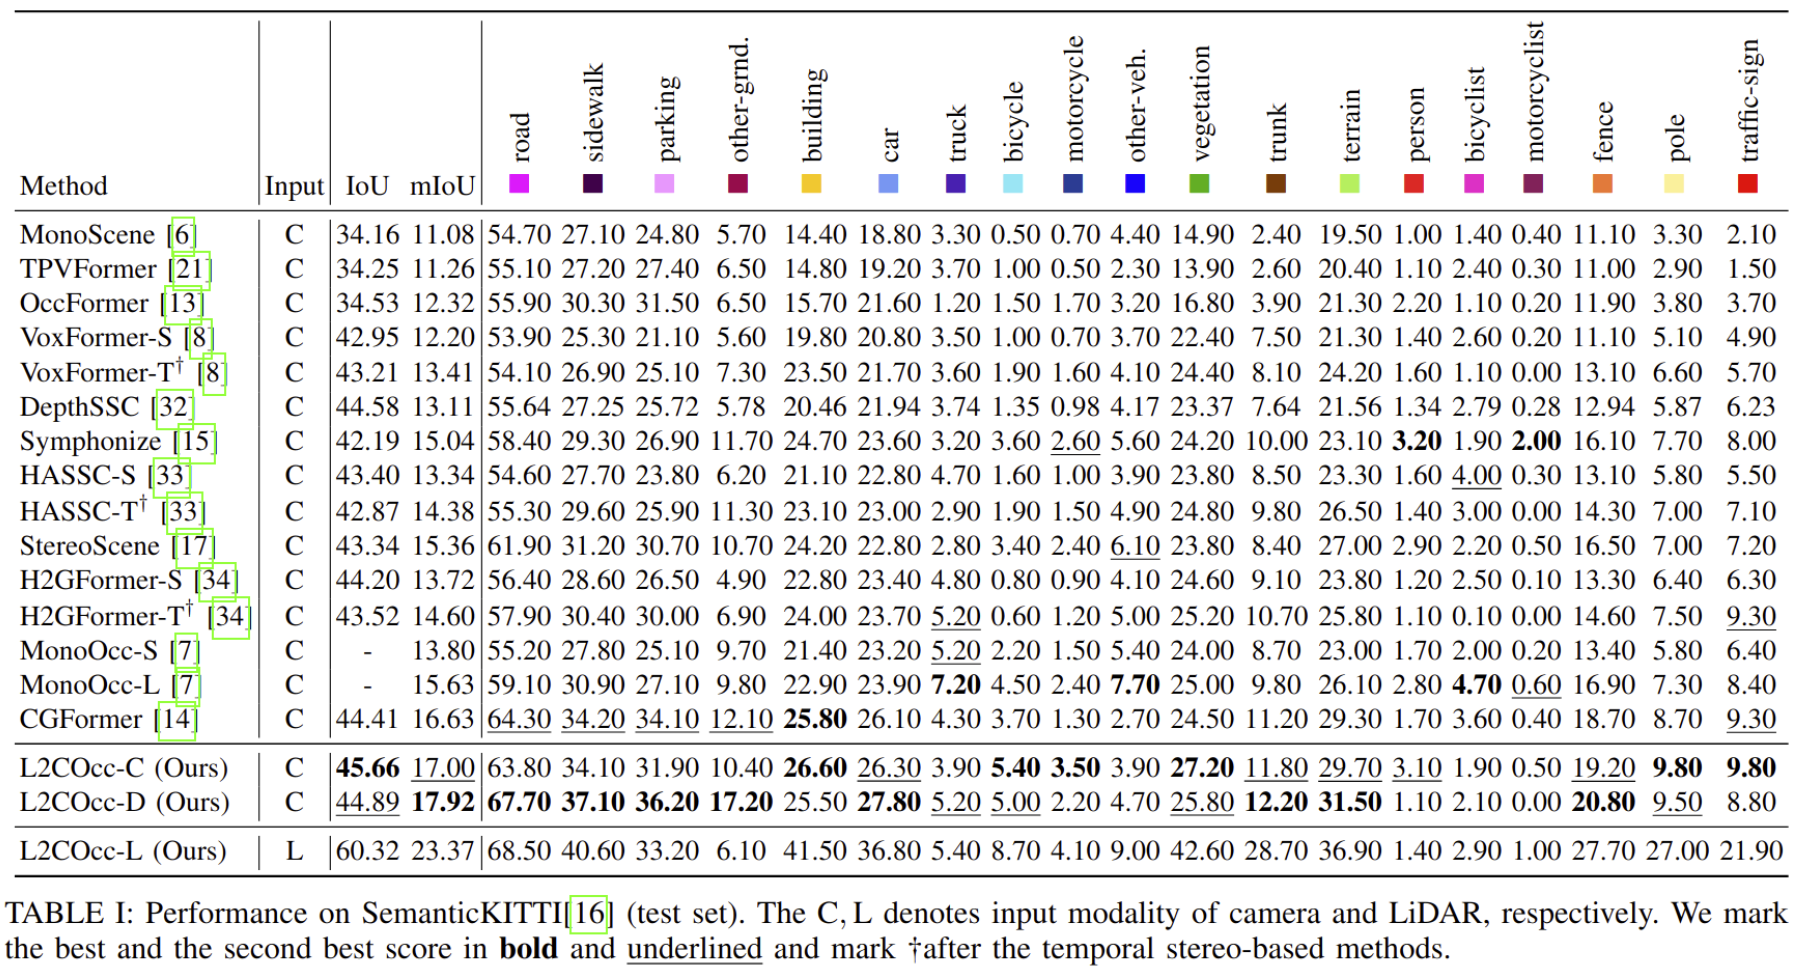 Method Input IoU mIoU road sidewalk parking other-grnd. building car truck bicycle motorcycle other-veh. vegetation trunk terrain person bicyclist motorcyclist fence pole traffic-sign
MonoScene [6] C 34.16 11.08 54.70 27.10 24.80 5.70 14.40 18.80 3.30 0.50 0.70 4.40 14.90 2.40 19.50 1.00 1.40 0.40 11.10 3.30 2.10
TPVFormer [21] C 34.25 11.26 55.10 27.20 27.40 6.50 14.80 19.20 3.70 1.00 0.50 2.30 13.90 2.60 20.40 1.10 2.40 0.30 11.00 2.90 1.50
OccFormer [13] C 34.53 12.32 55.90 30.30 31.50 6.50 15.70 21.60 1.20 1.50 1.70 3.20 16.80 3.90 21.30 2.20 1.10 0.20 11.90 3.80 3.70
VoxFormer-S [8] C 42.95 12.20 53.90 25.30 21.10 5.60 19.80 20.80 3.50 1.00 0.70 3.70 22.40 7.50 21.30 1.40 2.60 0.20 11.10 5.10 4.90
VoxFormer-T† [8] C 43.21 13.41 54.10 26.90 25.10 7.30 23.50 21.70 3.60 1.90 1.60 4.10 24.40 8.10 24.20 1.60 1.10 0.00 13.10 6.60 5.70
DepthSSC [32] C 44.58 13.11 55.64 27.25 25.72 5.78 20.46 21.94 3.74 1.35 0.98 4.17 23.37 7.64 21.56 1.34 2.79 0.28 12.94 5.87 6.23
Symphonize [15] C 42.19 15.04 58.40 29.30 26.90 11.70 24.70 23.60 3.20 3.60 2.60 5.60 24.20 10.00 23.10 3.20 1.90 2.00 16.10 7.70 8.00
HASSC-S [33] C 43.40 13.34 54.60 27.70 23.80 6.20 21.10 22.80 4.70 1.60 1.00 3.90 23.80 8.50 23.30 1.60 4.00 0.30 13.10 5.80 5.50
HASSC-T† [33] C 42.87 14.38 55.30 29.60 25.90 11.30 23.10 23.00 2.90 1.90 1.50 4.90 24.80 9.80 26.50 1.40 3.00 0.00 14.30 7.00 7.10
StereoScene [17] C 43.34 15.36 61.90 31.20 30.70 10.70 24.20 22.80 2.80 3.40 2.40 6.10 23.80 8.40 27.00 2.90 2.20 0.50 16.50 7.00 7.20
H2GFormer-S [34] C 44.20 13.72 56.40 28.60 26.50 4.90 22.80 23.40 4.80 0.80 0.90 4.10 24.60 9.10 23.80 1.20 2.50 0.10 13.30 6.40 6.30
H2GFormer-T† [34] C 43.52 14.60 57.90 30.40 30.00 6.90 24.00 23.70 5.20 0.60 1.20 5.00 25.20 10.70 25.80 1.10 0.10 0.00 14.60 7.50 9.30
MonoOcc-S [7] C - 13.80 55.20 27.80 25.10 9.70 21.40 23.20 5.20 2.20 1.50 5.40 24.00 8.70 23.00 1.70 2.00 0.20 13.40 5.80 6.40
MonoOcc-L [7] C - 15.63 59.10 30.90 27.10 9.80 22.90 23.90 7.20 4.50 2.40 7.70 25.00 9.80 26.10 2.80 4.70 0.60 16.90 7.30 8.40
CGFormer [14] C 44.41 16.63 64.30 34.20 34.10 12.10 25.80 26.10 4.30 3.70 1.30 2.70 24.50 11.20 29.30 1.70 3.60 0.40 18.70 8.70 9.30
L2COcc-C (Ours) C 45.66 17.00 63.80 34.10 31.90 10.40 26.60 26.30 3.90 5.40 3.50 3.90 27.20 11.80 29.70 3.10 1.90 0.50 19.20 9.80 9.80
L2COcc-D (Ours) C 44.89 17.92 67.70 37.10 36.20 17.20 25.50 27.80 5.20 5.00 2.20 4.70 25.80 12.20 31.50 1.10 2.10 0.00 20.80 9.50 8.80
L2COcc-L (Ours) L 60.32 23.37 68.50 40.60 33.20 6.10 41.50 36.80 5.40 8.70 4.10 9.00 42.60 28.70 36.90 1.40 2.90 1.00 27.70 27.00 21.90
TABLE I: Performance on SemanticKITTI[16] (test set). The C, L denotes input modality of camera and LiDAR, respectively. We mark
the best and the second best score in bold and underlined and mark †after the temporal stereo-based methods.